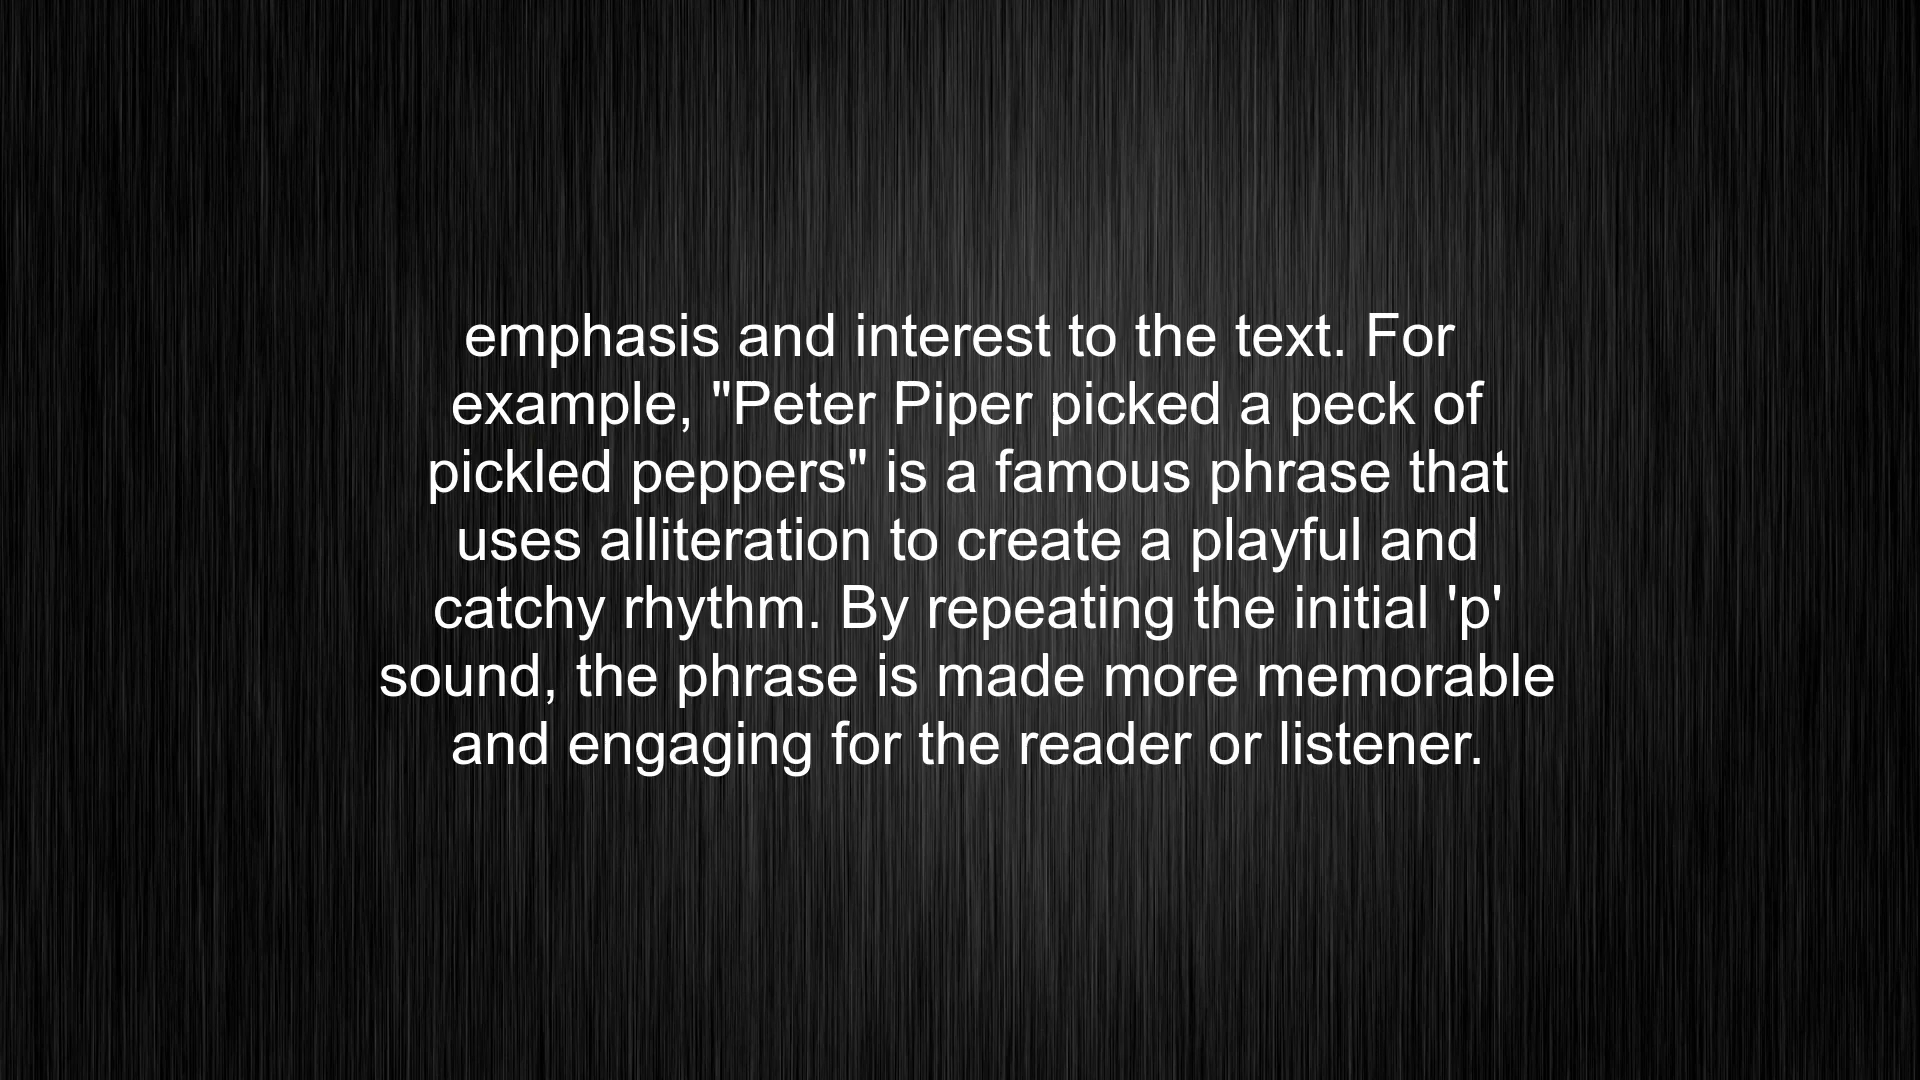 emphasis and interest to the text. For
example, "Peter Piper picked a peck of
pickled peppers" is a famous phrase that
uses alliteration to create a playful and
catchy rhythm. By repeating the initial 'p'
sound, the phrase is made more memorable
and engaging for the reader or listener.